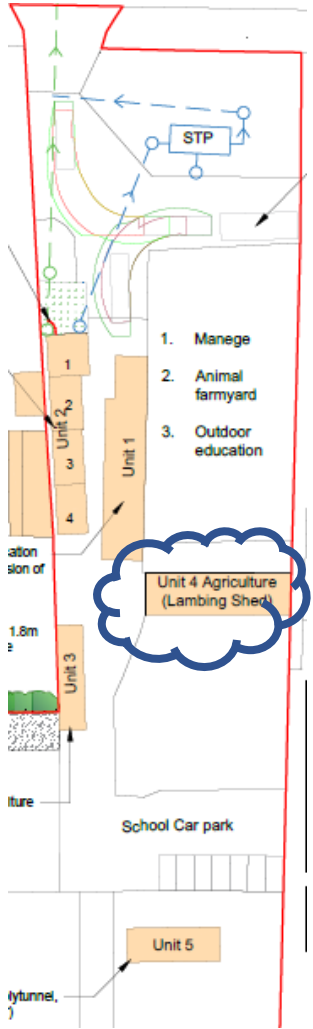 STP
1. Manege
2. Animal
farmyard
3. Outdoor
education
1
2
3
4
Unit 2
Unit 1
sation
sion of
Unit 4 Agriculture
(Lambing Shed)
1.8m
e
Unit 3
lture
School Car park
Unit 5
lytunnel,